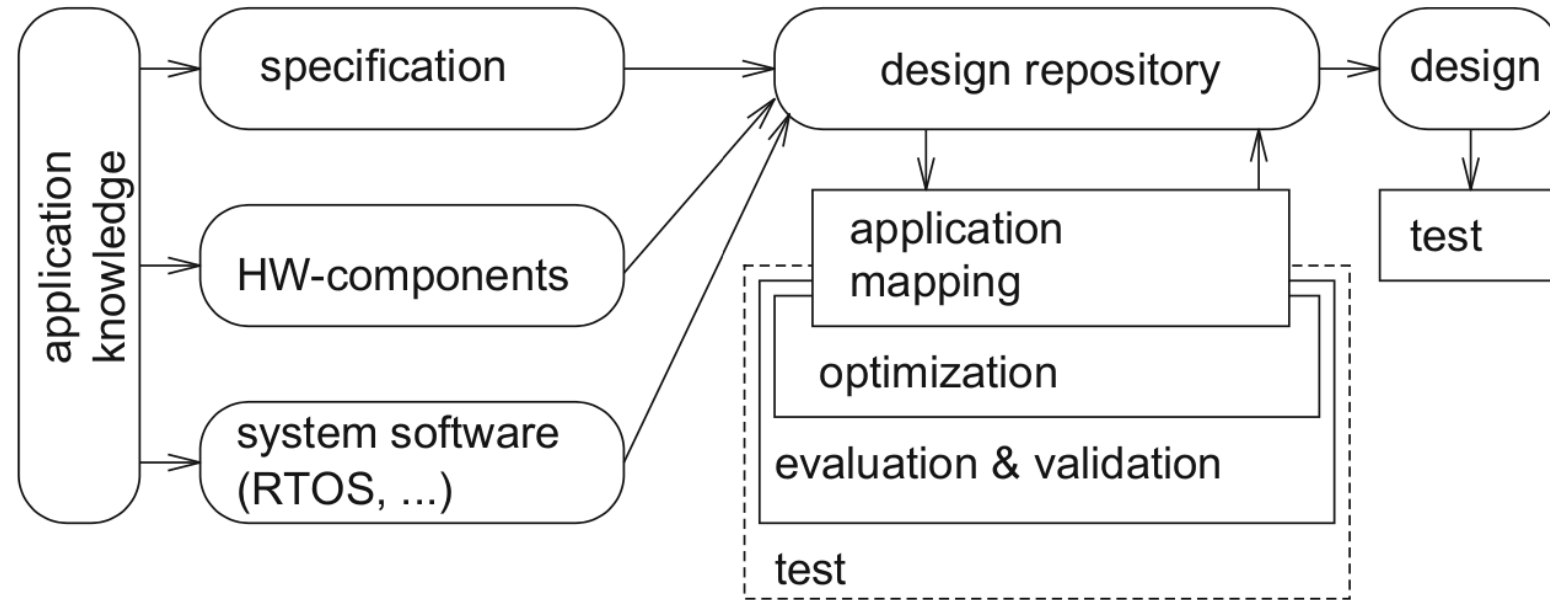 application
knowledge
specification
HW-components
system software
(RTOS, ...)
design repository
application
mapping
optimization
evaluation & validation
test
design
test